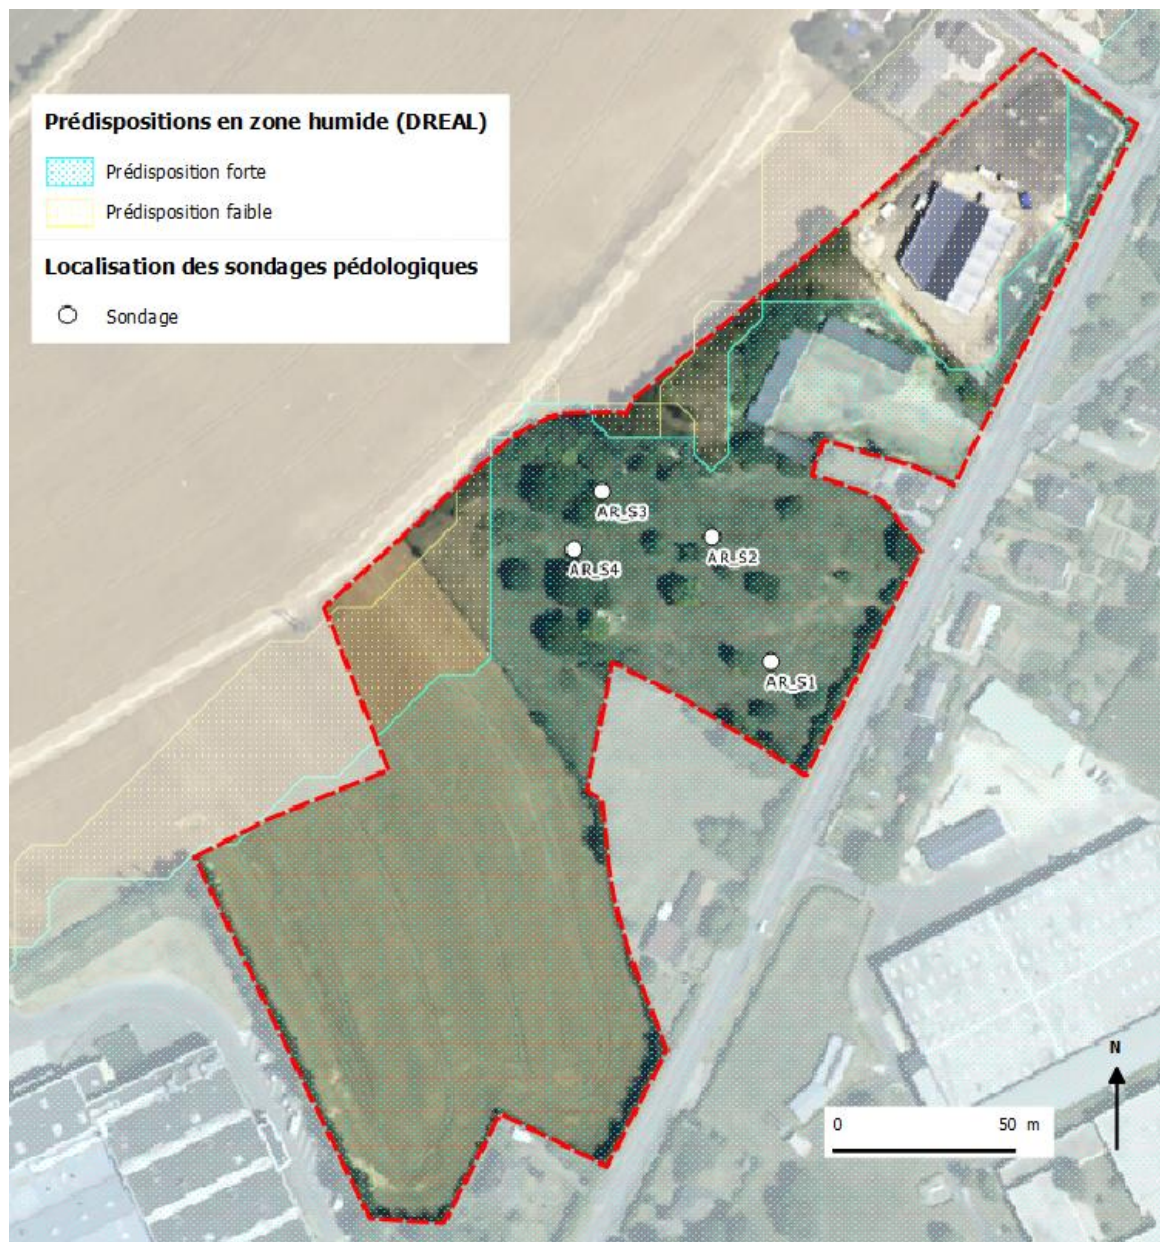 Prédispositions en zone humide (DREAL)
Prédisposition forte
Prédisposition faible
Localisation des sondages pédologiques
Sondage
AR_S3
AR_S2
AR_S4
AR_S1
N
0 50 m